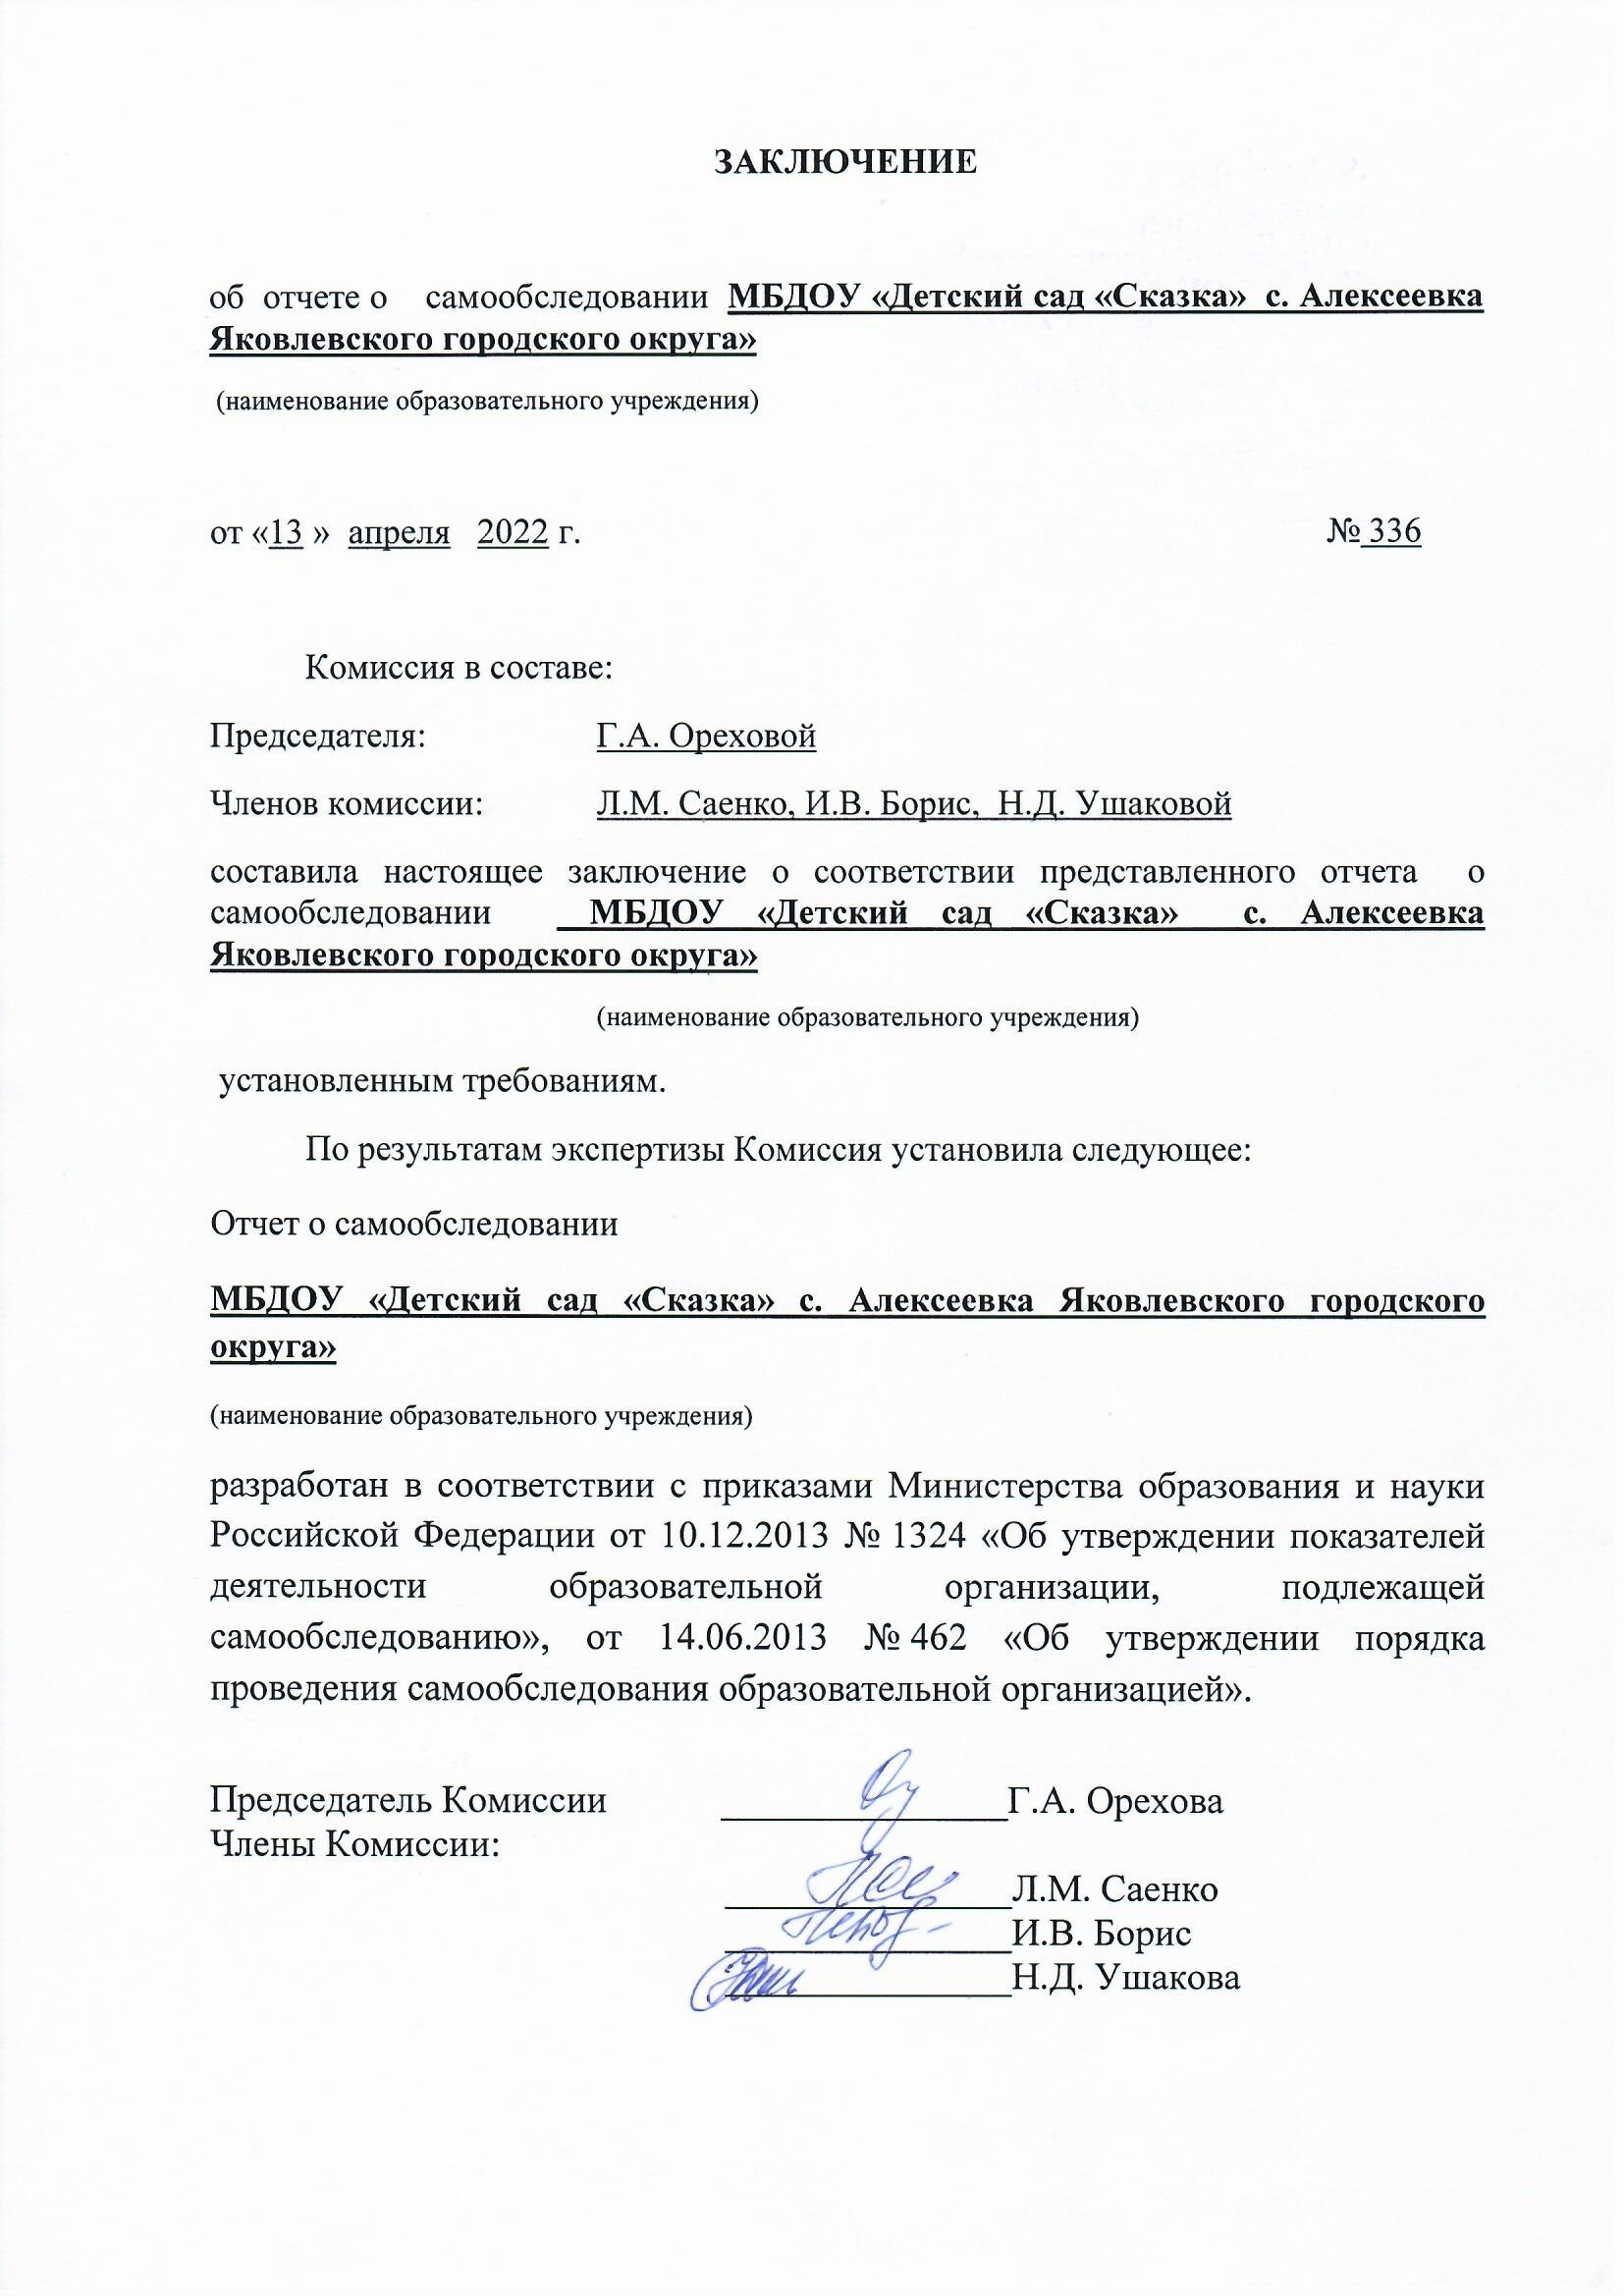 ЗАКЛЮЧЕНИЕ
об отчете о самообследовании МБДОУ «Детский сад «Сказка» с. Алексеевка
Яковлевского городского округа»
(наименование образовательного учреждения)
от «13 » апреля 2022 г. № 336
Комиссия в составе:
Председателя: Г.А. Ореховой
Членов комиссии: Л.М. Саенко, И.В. Борис, Н.Д. Ушаковой
составила настоящее заключение о соответствии представленного отчета о
самообследовании МБДОУ «Детский сад «Сказка» с. Алексеевка
Яковлевского городского округа»
(наименование образовательного учреждения)
установленным требованиям.
По результатам экспертизы Комиссия установила следующее:
Отчет о самообследовании
МБДОУ «Детский сад «Сказка» с. Алексеевка Яковлевского городского
округа»
(наименование образовательного учреждения)
разработан в соответствии с приказами Министерства образования и науки
Российской Федерации от 10.12.2013 № 1324 «Об утверждении показателей
деятельности образовательной организации, подлежащей
самообследованию», от 14.06.2013 № 462 «Об утверждении порядка
проведения самообследования образовательной организацией».
Председатель Комиссии Г.А. Орехова
Члены Комиссии:
Л.М. Саенко
И.В. Борис
Н.Д. Ушакова